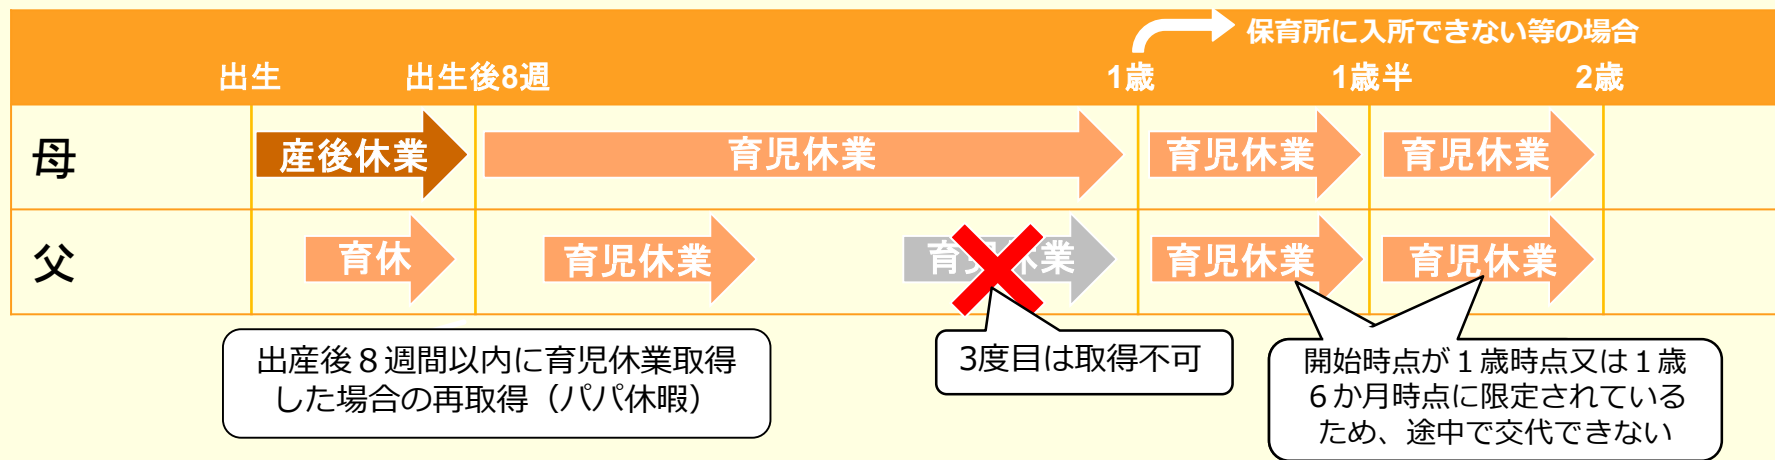 保育所に入所できない等の場合
出生 出生後8週 1歳 1歳半 2歳
母 産後休業 育児休業 育児休業 育児休業
父 育休 育児休業 育児休業 育児休業 育児休業
出産後８週間以内に育児休業取得
した場合の再取得（パパ休暇）
3度目は取得不可
開始時点が１歳時点又は１歳
６か月時点に限定されている
ため、途中で交代できない